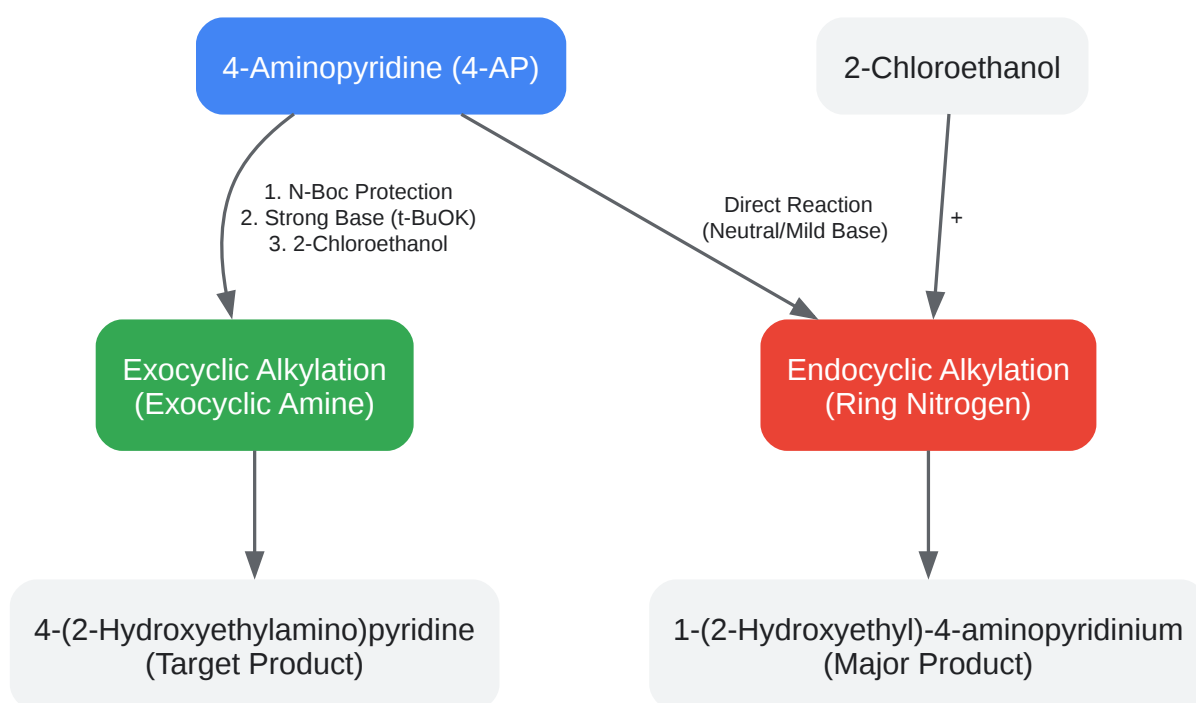 4-Aminopyridine (4-AP)
2-Chloroethanol
1. N-Boc Protection
2. Strong Base (t-BuOK)
3. 2-Chloroethanol
Direct Reaction
(Neutral/Mild Base)
+
Exocyclic Alkylation
(Exocyclic Amine)
Endocyclic Alkylation
(Ring Nitrogen)
4-(2-Hydroxyethylamino)pyridine
(Target Product)
1-(2-Hydroxyethyl)-4-aminopyridinium
(Major Product)